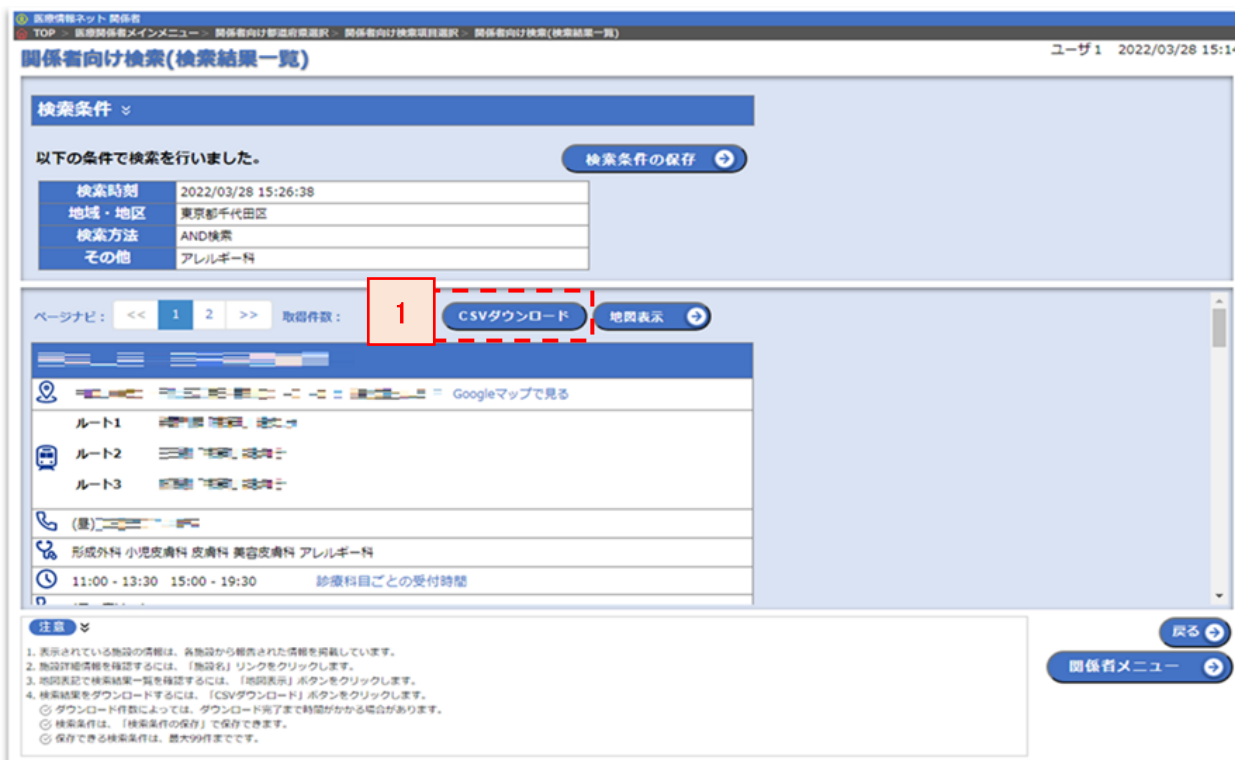 医療情報ネット 関係者
TOP > 医療関係者メインメニュー > 関係者向け都道府県選択 > 関係者向け検索項目選択 > 関係者向け検索(検索結果一覧)
関係者向け検索(検索結果一覧)
ユーザ1 2022/03/28 15:14
検索条件
以下の条件で検索を行いました。
検索条件の保存
検索時刻 2022/03/28 15:26:38
地域・地区 東京都千代田区
検索方法 AND検索
その他 アレルギー科
ページナビ: << 1 2 >> 取得件数: 1 CSVダウンロード 地図表示
Googleマップで見る
ルート1
ルート2
ルート3
(昼)
形成外科 小児皮膚科 皮膚科 美容皮膚科 アレルギー科
11:00 - 13:30 15:00 - 19:30 診療科目ごとの受付時間
注意
1. 表示されている施設の情報は、各施設から報告された情報を掲載しています。
2. 施設詳細情報を確認するには、「施設名」リンクをクリックします。
3. 地図表記で検索結果一覧を確認するには、「地図表示」ボタンをクリックします。
4. 検索結果をダウンロードするには、「CSVダウンロード」ボタンをクリックします。
ダウンロード件数によっては、ダウンロード完了まで時間がかかる場合があります。
検索条件は、「検索条件の保存」で保存できます。
保存できる検索条件は、最大99件までです。
戻る
関係者メニュー